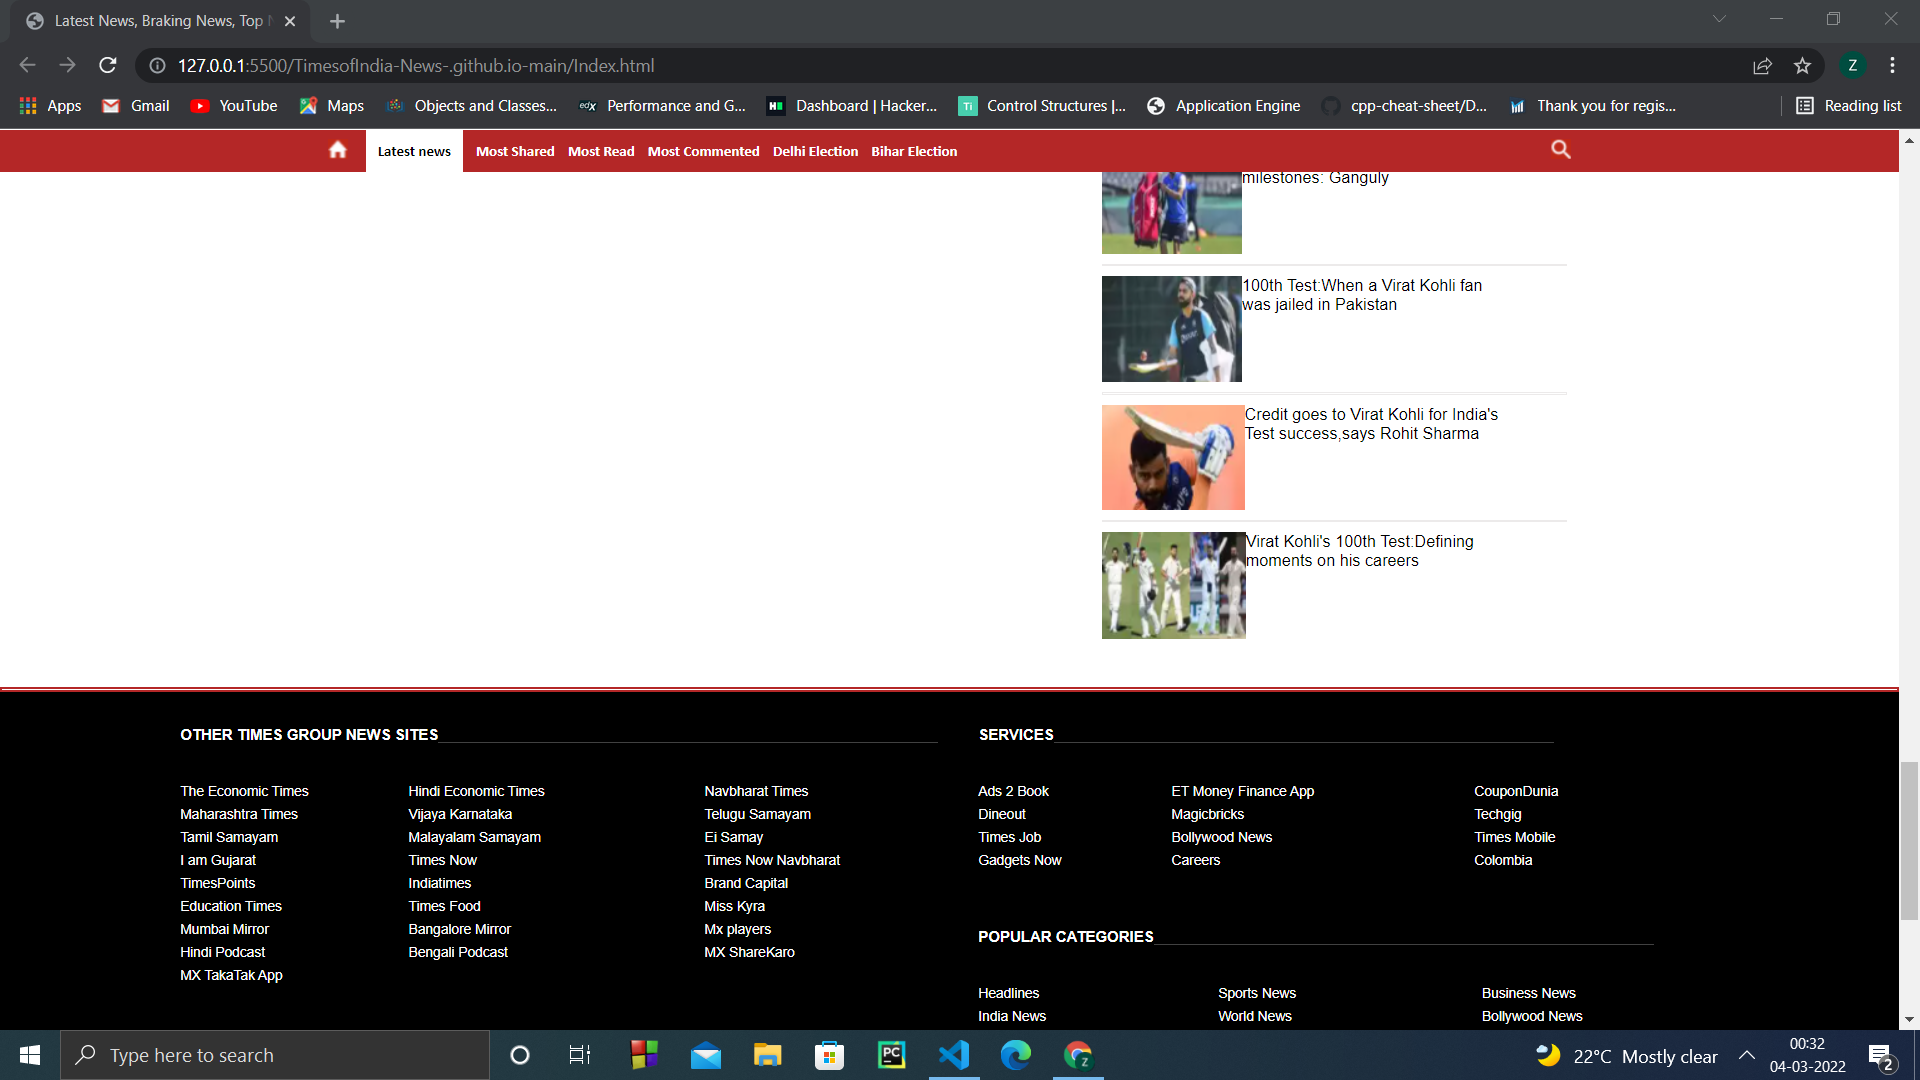 Latest News, Braking News, Top N
127.0.0.1:5500/TimesofIndia-News-.github.io-main/Index.html
Z
Apps
Gmail
YouTube
Maps
Objects and Classes...
edX
Performance and G...
Dashboard | Hacker...
Ti
Control Structures |...
Application Engine
cpp-cheat-sheet/D...
Thank you for regis...
Reading list
Latest news
Most Shared
Most Read
Most Commented
Delhi Election
Bihar Election
milestones: Ganguly
100th Test:When a Virat Kohli fan
was jailed in Pakistan
Credit goes to Virat Kohli for India's
Test success,says Rohit Sharma
Virat Kohli's 100th Test:Defining
moments on his careers
OTHER TIMES GROUP NEWS SITES
The Economic Times
Hindi Economic Times
Navbharat Times
Maharashtra Times
Vijaya Karnataka
Telugu Samayam
Tamil Samayam
Malayalam Samayam
Ei Samay
I am Gujarat
Times Now
Times Now Navbharat
TimesPoints
Indiatimes
Brand Capital
Education Times
Times Food
Miss Kyra
Mumbai Mirror
Bangalore Mirror
Mx players
Hindi Podcast
Bengali Podcast
MX ShareKaro
MX TakaTak App
SERVICES
Ads 2 Book
ET Money Finance App
CouponDunia
Dineout
Magicbricks
Techgig
Times Job
Bollywood News
Times Mobile
Gadgets Now
Careers
Colombia
POPULAR CATEGORIES
Headlines
Sports News
Business News
India News
World News
Bollywood News
Type here to search
PC
Z
22°C Mostly clear
00:32
04-03-2022
2